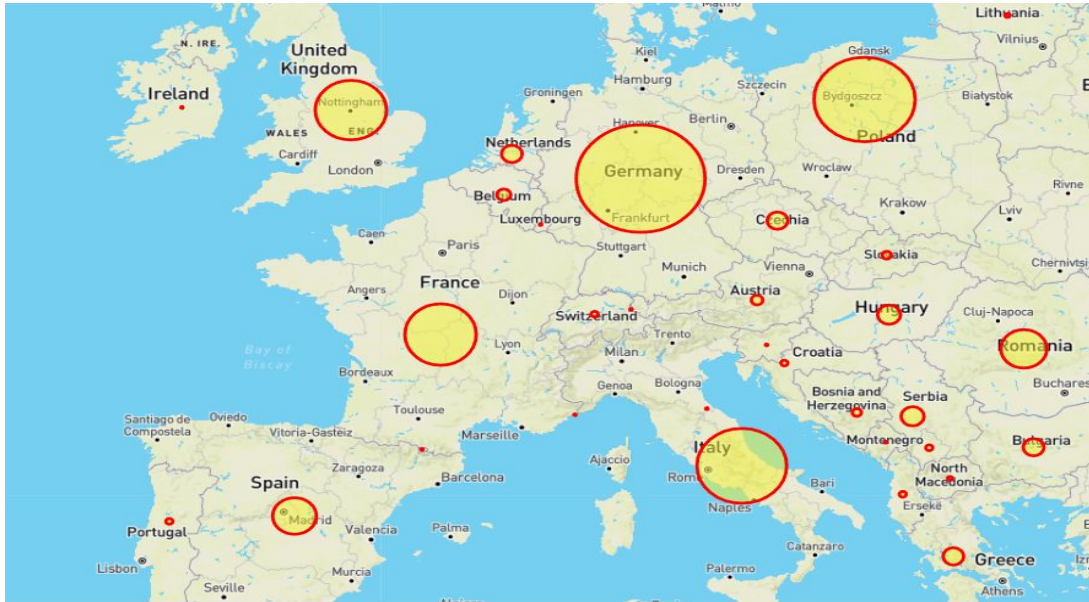 Malmö
Lithuania
Vilnius
N. IRE.
United
Kingdom
Kiel
Gdansk
Ireland
Nottingham
Groningen
Hamburg
Szczecin
Bydgoszcz
Białystok
WALES
ENG
Hanover
Berlin
Poland
Cardiff
London
Netherlands
Germany
Dresden
Wroclaw
Rivne
Belgium
Luxembourg
Frankfurt
Czechia
Krakow
Lviv
Caen
Paris
Stuttgart
Slovakia
Chernivtsi
Munich
Vienna
Angers
France
Dijon
Austria
Hungary
Cluj-Napoca
Switzerland
Lyon
Trento
Romania
Bay of
Biscay
Milan
Croatia
Bordeaux
Genoa
Bologna
Bosnia and
Herzegovina
Serbia
Bucharest
Santiago de
Compostela
Oviedo
Vitoria-Gasteiz
Toulouse
Marseille
Italy
Montenegro
Bulgaria
Zaragoza
Ajaccio
Rome
North
Macedonia
Spain
Barcelona
Bari
Madrid
Naples
Ersekë
Portugal
Valencia
Palma
Catanzaro
Greece
Lisbon
Murcia
Palermo
Athens
Seville